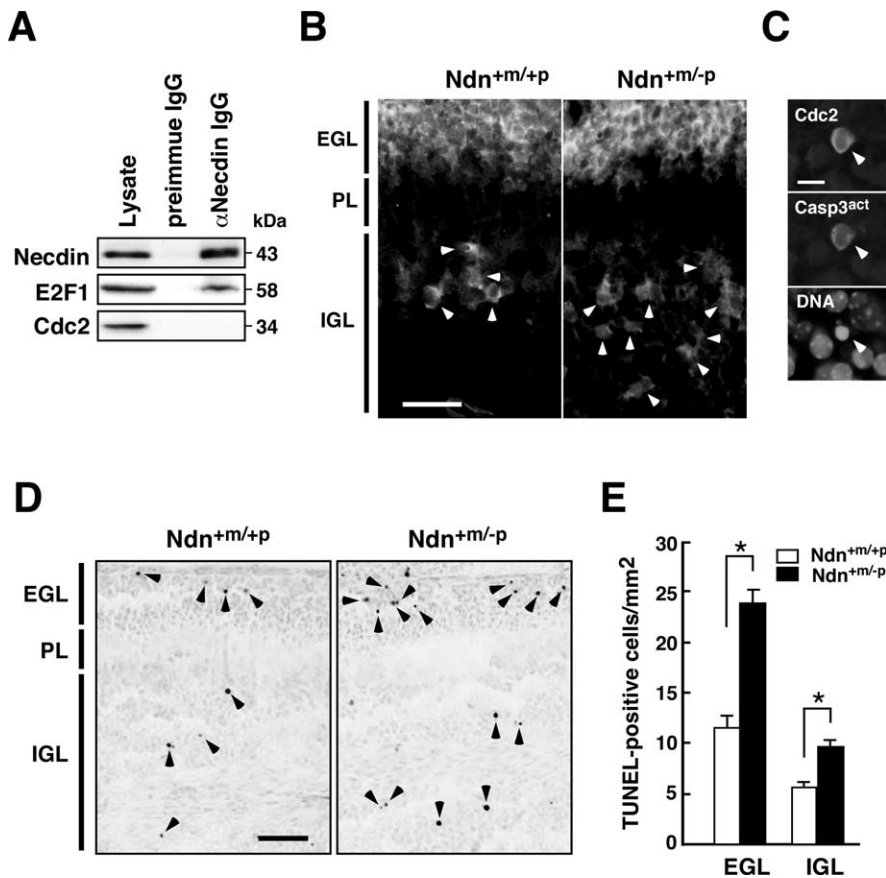 A
Lysate
preimmue IgG
αNecdin IgG
kDa
Necdin
43
E2F1
58
Cdc2
34
B
Ndn+m/+p
Ndn+m/-p
EGL
PL
IGL
C
Cdc2
Casp3act
DNA
D
Ndn+m/+p
Ndn+m/-p
EGL
PL
IGL
E
TUNEL-positive cells/mm2
30
25
20
15
10
5
0
*
*
Ndn+m/+p
Ndn+m/-p
EGL
IGL